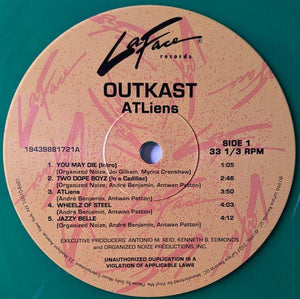 LaFace
records
OUTKAST
ATLiens
19439881721A
SIDE 1
33 1/3 RPM
1. YOU MAY DIE (Intro) 1:05
(Organized Noize, Joi Gilliam, Myrna Crenshaw)
2. TWO DOPE BOYZ (In a Cadillac) 2:46
(Organized Noize, André Benjamin, Antwan Patton)
3. ATLiens 3:50
(André Benjamin, Antwan Patton)
4. WHEELZ OF STEEL 4:03
(André Benjamin, Antwan Patton)
5. JAZZY BELLE 4:12
(Organized Noize, André Benjamin, Antwan Patton)
EXECUTIVE PRODUCERS: ANTONIO M. REID, KENNETH B. EDMONDS
and ORGANIZED NOIZE PRODUCTIONS, INC.
UNAUTHORIZED DUPLICATION IS A
VIOLATION OF APPLICABLE LAWS